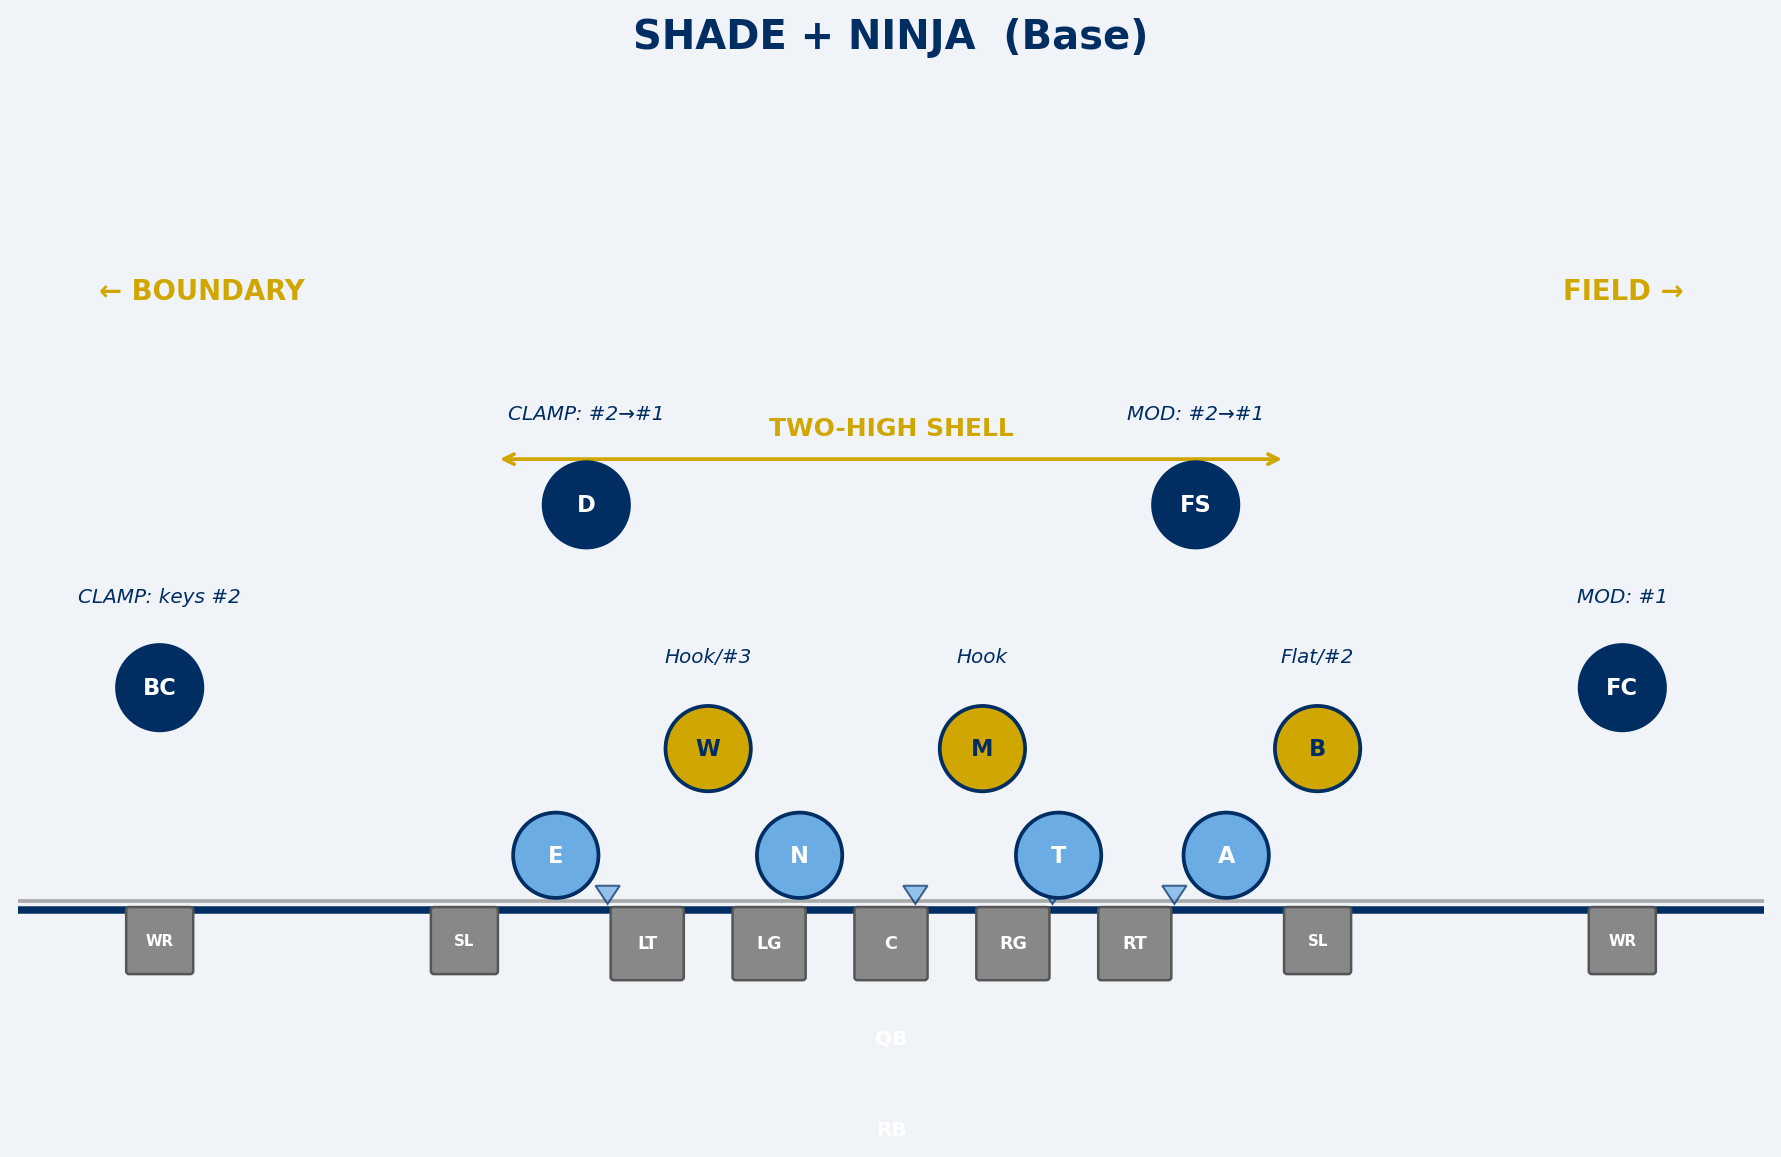 SHADE + NINJA (Base)
← BOUNDARY
FIELD →
CLAMP: #2→#1
MOD: #2→#1
TWO-HIGH SHELL
D
FS
CLAMP: keys #2
MOD: #1
Hook/#3
Hook
Flat/#2
BC
FC
W
M
B
E
N
T
A
WR
SL
LT
LG
C
RG
RT
SL
WR
QB
RB